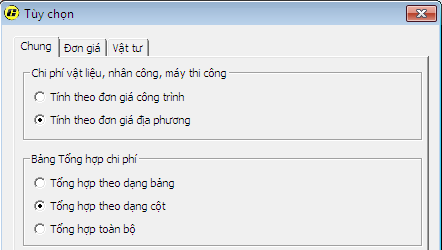 Tùy chọn
Chung Đơn giá Vật tư
Chi phí vật liệu, nhân công, máy thi công
Tính theo đơn giá công trình
Tính theo đơn giá địa phương
Bảng Tổng hợp chi phí
Tổng hợp theo dạng bảng
Tổng hợp theo dạng cột
Tổng hợp toàn bộ